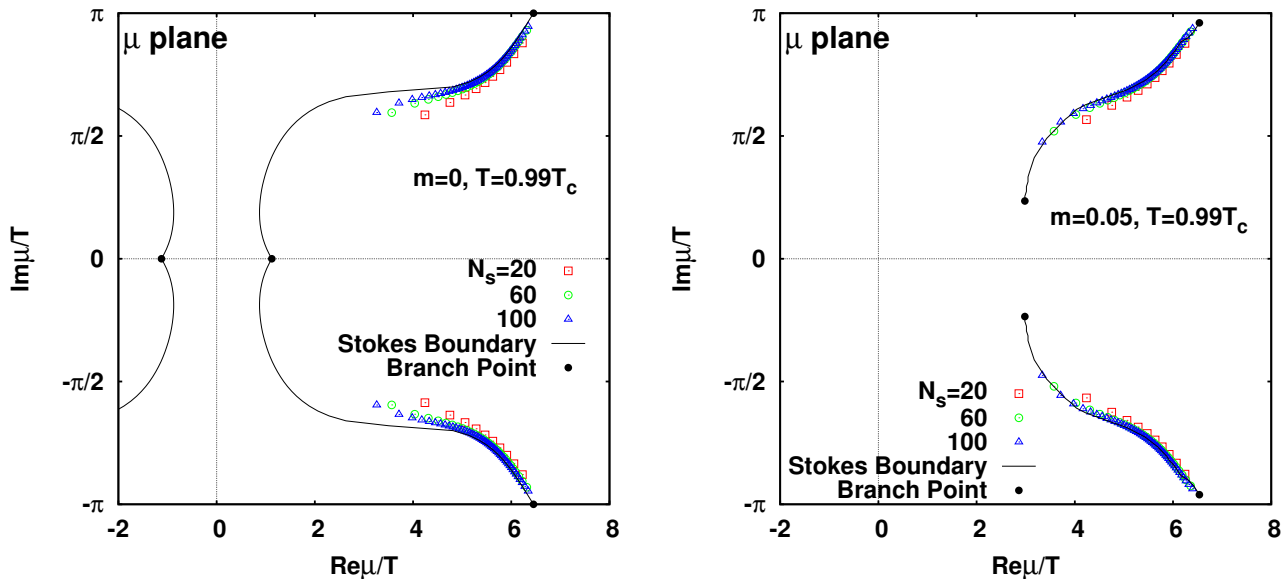 μ plane
m=0, T=0.99T_c
N_s=20
60
100
Stokes Boundary
Branch Point
π
π/2
0
-π/2
-π
-2
0
2
4
6
8
Imμ/T
Reμ/T
μ plane
m=0.05, T=0.99T_c
N_s=20
60
100
Stokes Boundary
Branch Point
π
π/2
0
-π/2
-π
-2
0
2
4
6
8
Imμ/T
Reμ/T